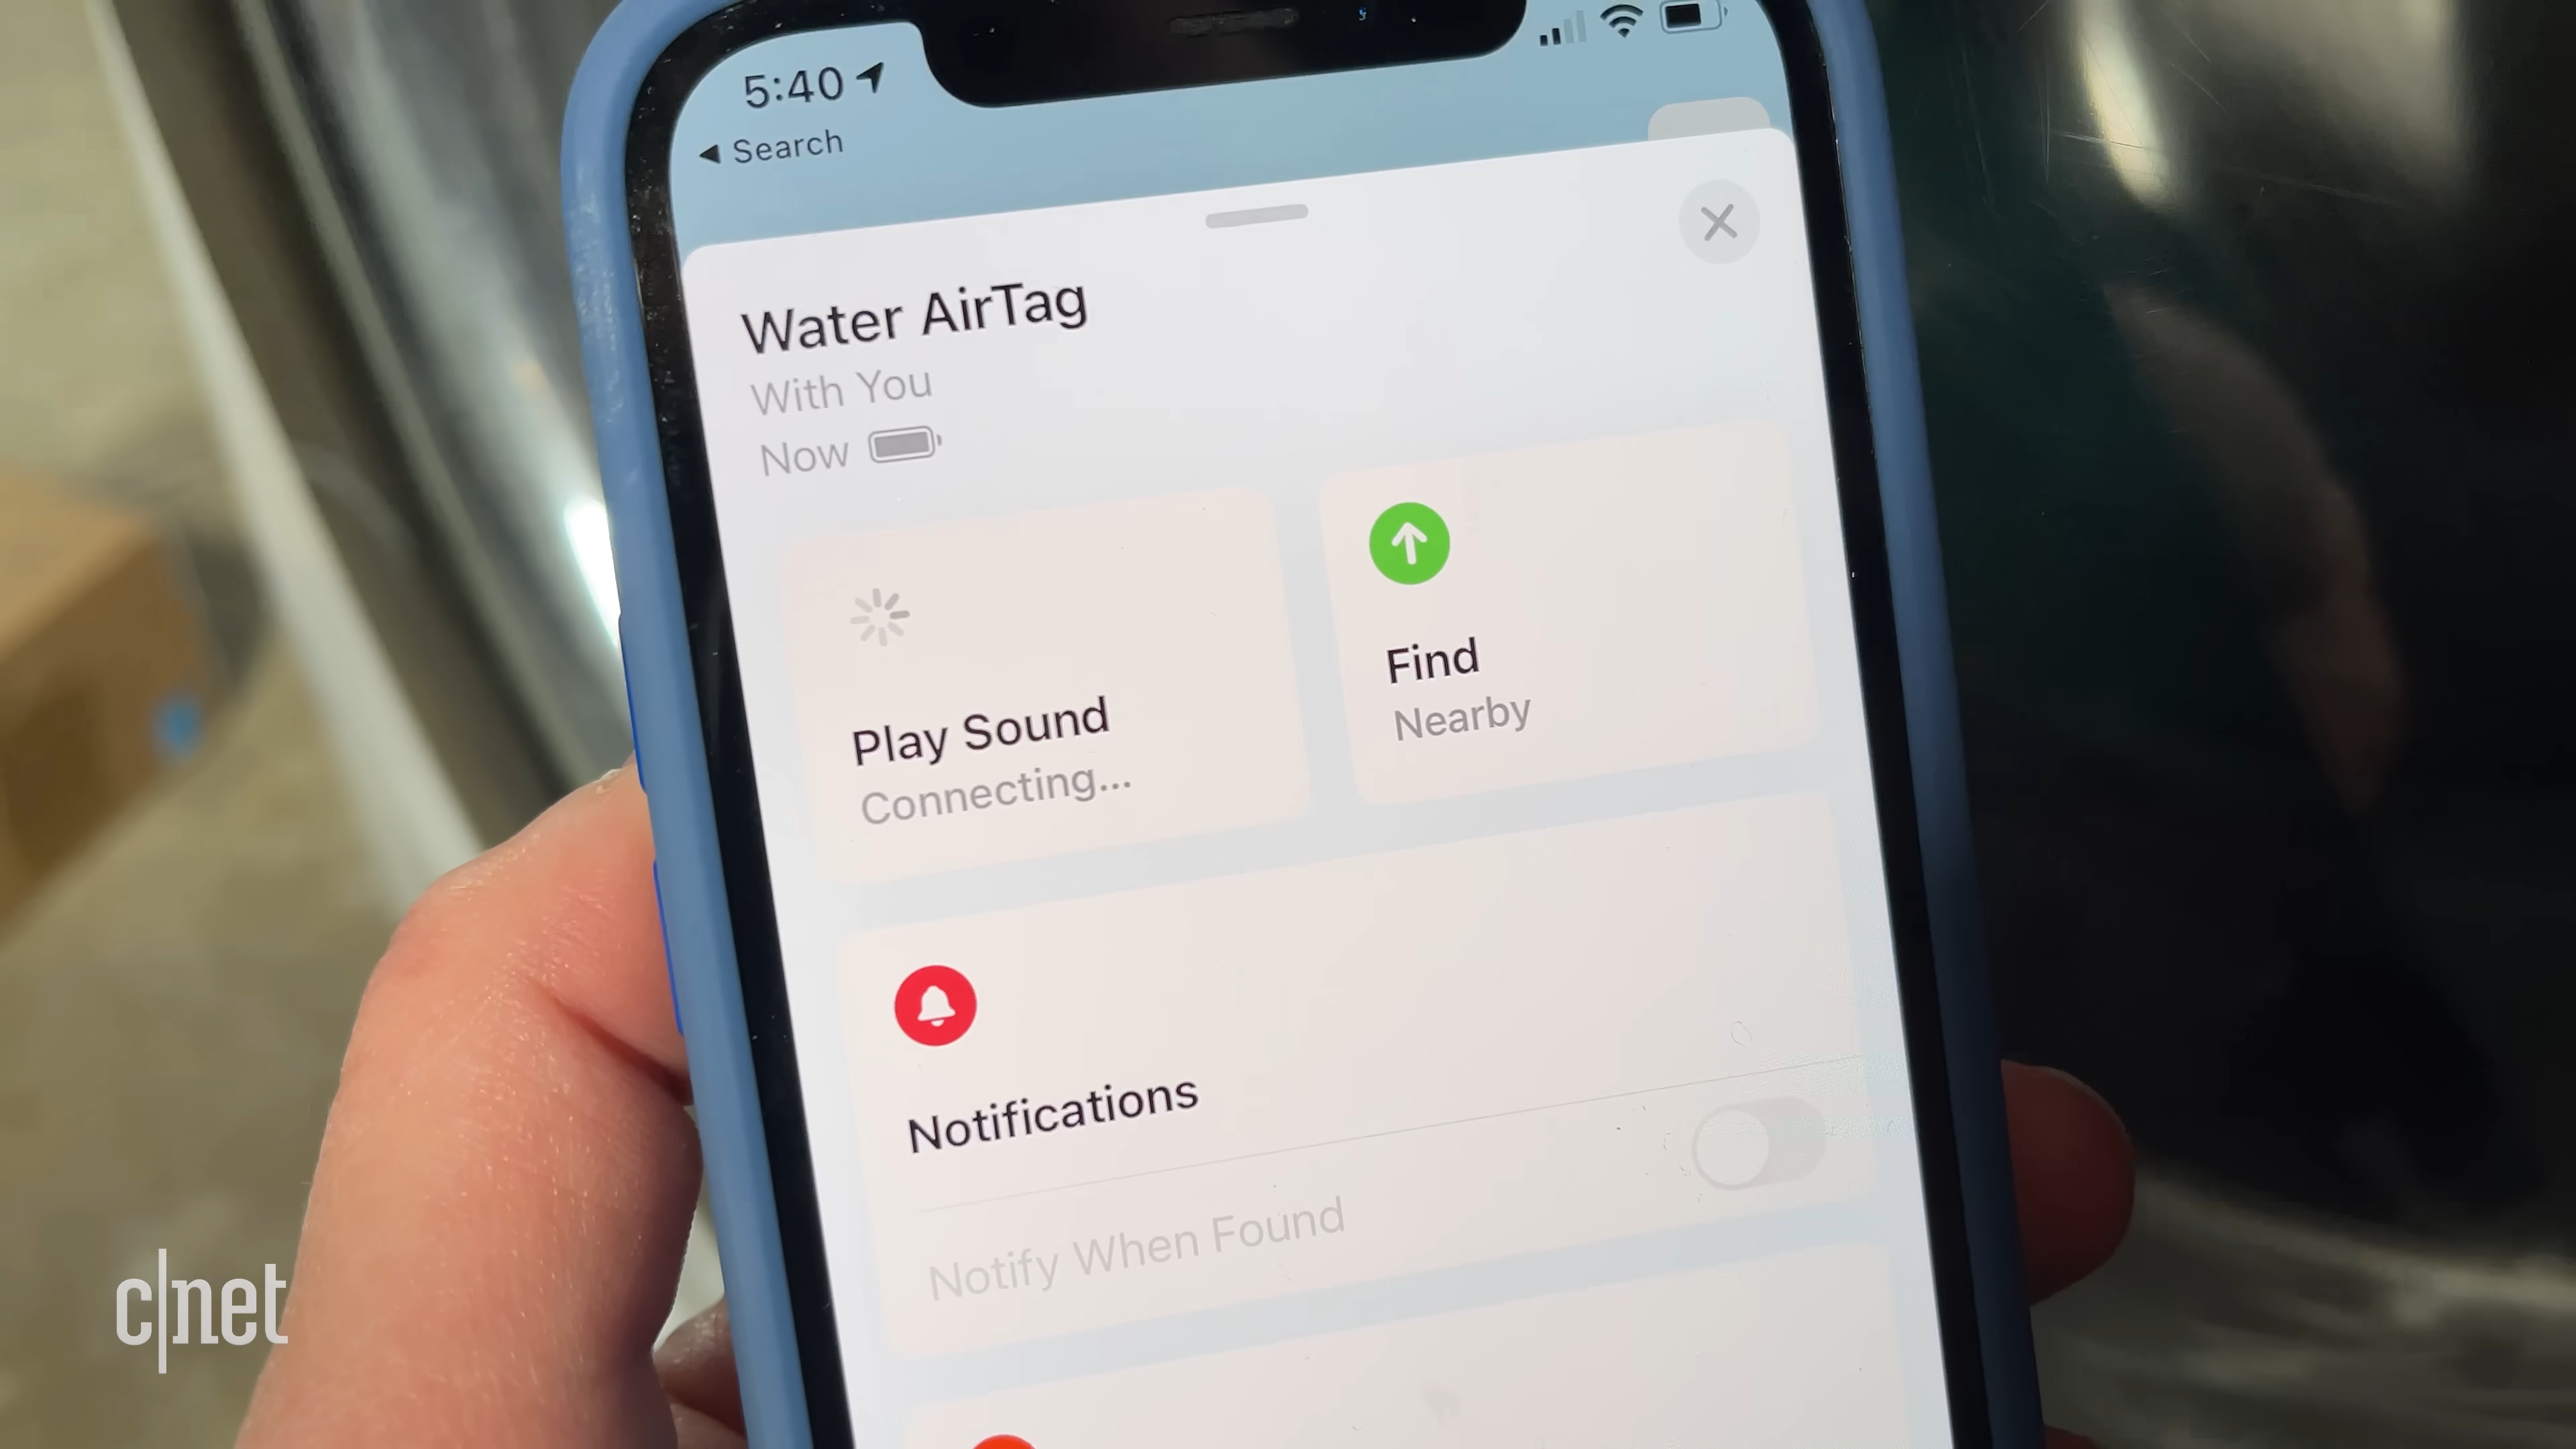 5:40
Search
Water AirTag
With You
Now
Play Sound
Connecting...
Find
Nearby
Notifications
Notify When Found
c|net